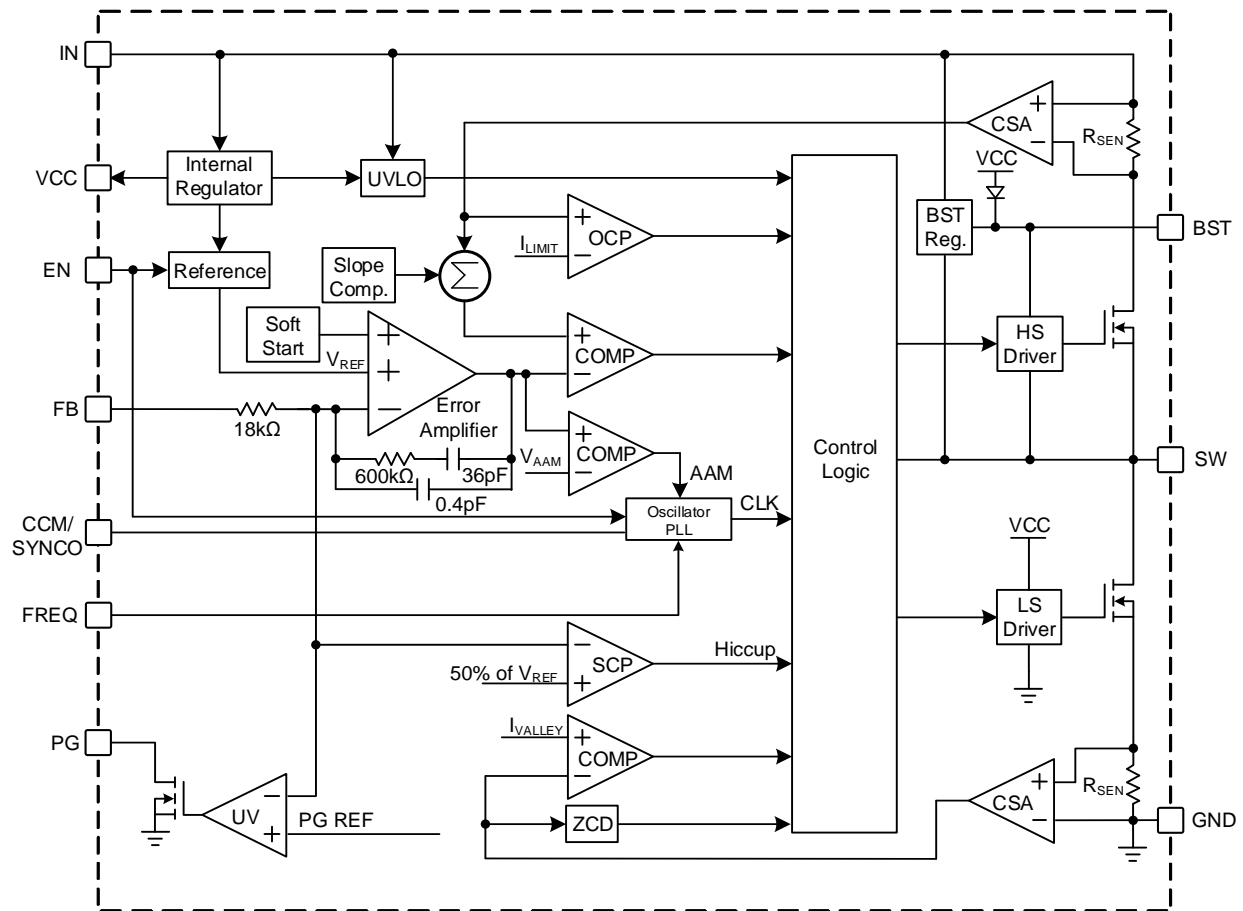 IN
VCC
EN
FB
CCM/
SYNCO
FREQ
PG
Internal
Regulator
UVLO
Reference
Slope
Comp.
Σ
Soft
Start
VREF
+
+
−
Error
Amplifier
18kΩ
600kΩ
36pF
0.4pF
ILIMIT
+
−
OCP
+
−
COMP
VAAM
+
−
COMP
AAM
Oscillator
PLL
CLK
50% of VREF
−
+
SCP
Hiccup
IVALLEY
+
−
COMP
ZCD
UV
−
+
PG REF
Control
Logic
CSA
+
−
RSEN
VCC
BST
Reg.
HS
Driver
VCC
LS
Driver
CSA
+
−
RSEN
BST
SW
GND